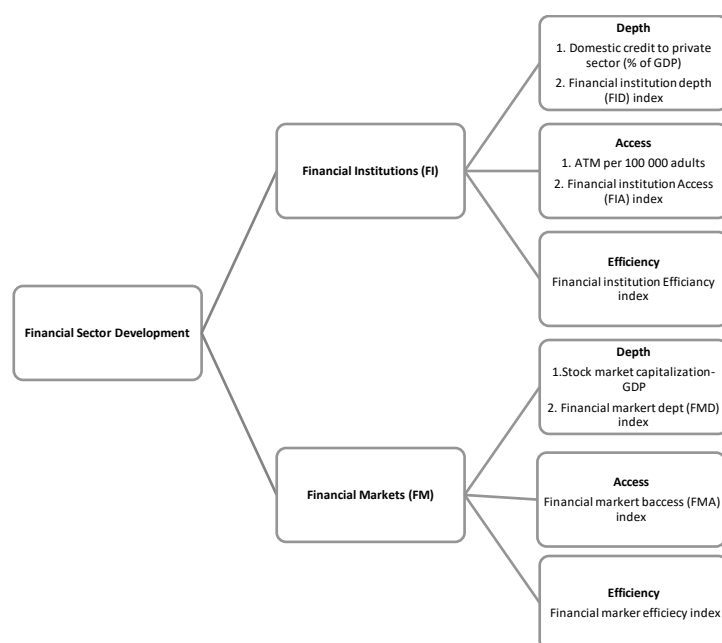 Depth
1. Domestic credit to private
sector (% of GDP)
2. Financial institution depth
(FID) index
Financial Institutions (FI)
Access
1. ATM per 100 000 adults
2. Financial institution Access
(FIA) index
Efficiency
Financial institution Efficiancy
index
Financial Sector Development
Depth
1.Stock market capitalization-
GDP
2. Financial markert dept (FMD)
index
Financial Markets (FM)
Access
Financial markert baccess (FMA)
index
Efficiency
Financial marker efficiecy index